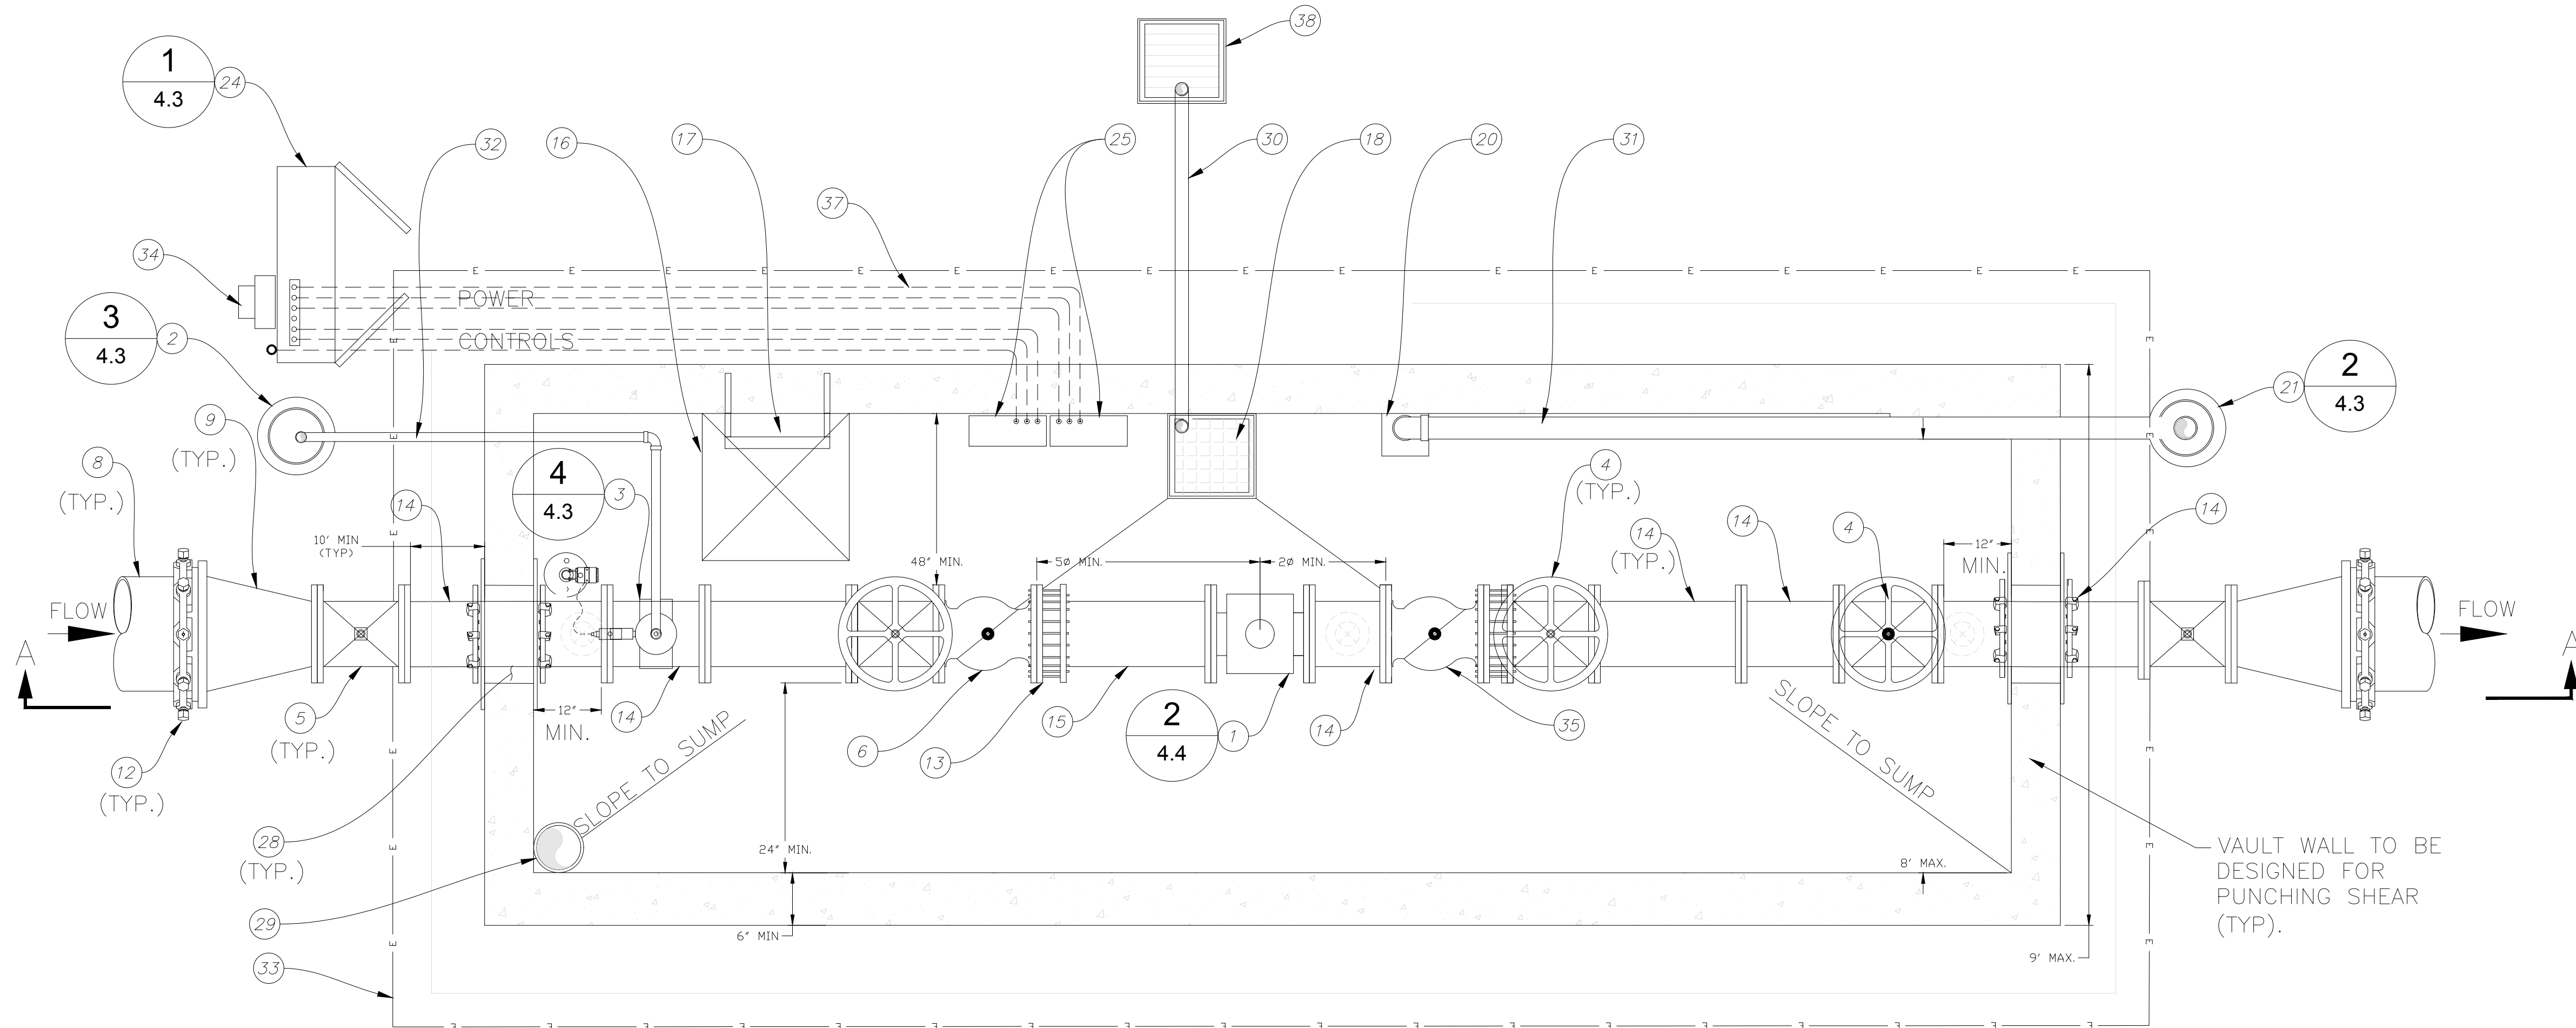 38
1
4.3
24
32
16
17
25
30
18
20
31
37
34
E E E E E E E E E E E E E E E E E
POWER
3
4.3
2
CONTROLS
E
E
2
4.3
21
9
(TYP.)
8
(TYP.)
14
4
4.3
3
4
(TYP.)
14
(TYP.)
14
4
14
10' MIN
(TYP)
48" MIN.
5Ø MIN.
2Ø MIN.
12"
MIN.
FLOW
FLOW
A
A
5
(TYP.)
12"
MIN.
14
6
13
15
2
4.4
1
14
35
SLOPE TO SUMP
SLOPE TO SUMP
12
(TYP.)
E
E
28
(TYP.)
24" MIN.
8' MAX.
VAULT WALL TO BE
DESIGNED FOR
PUNCHING SHEAR
(TYP).
E
E
29
6" MIN
33
9' MAX.